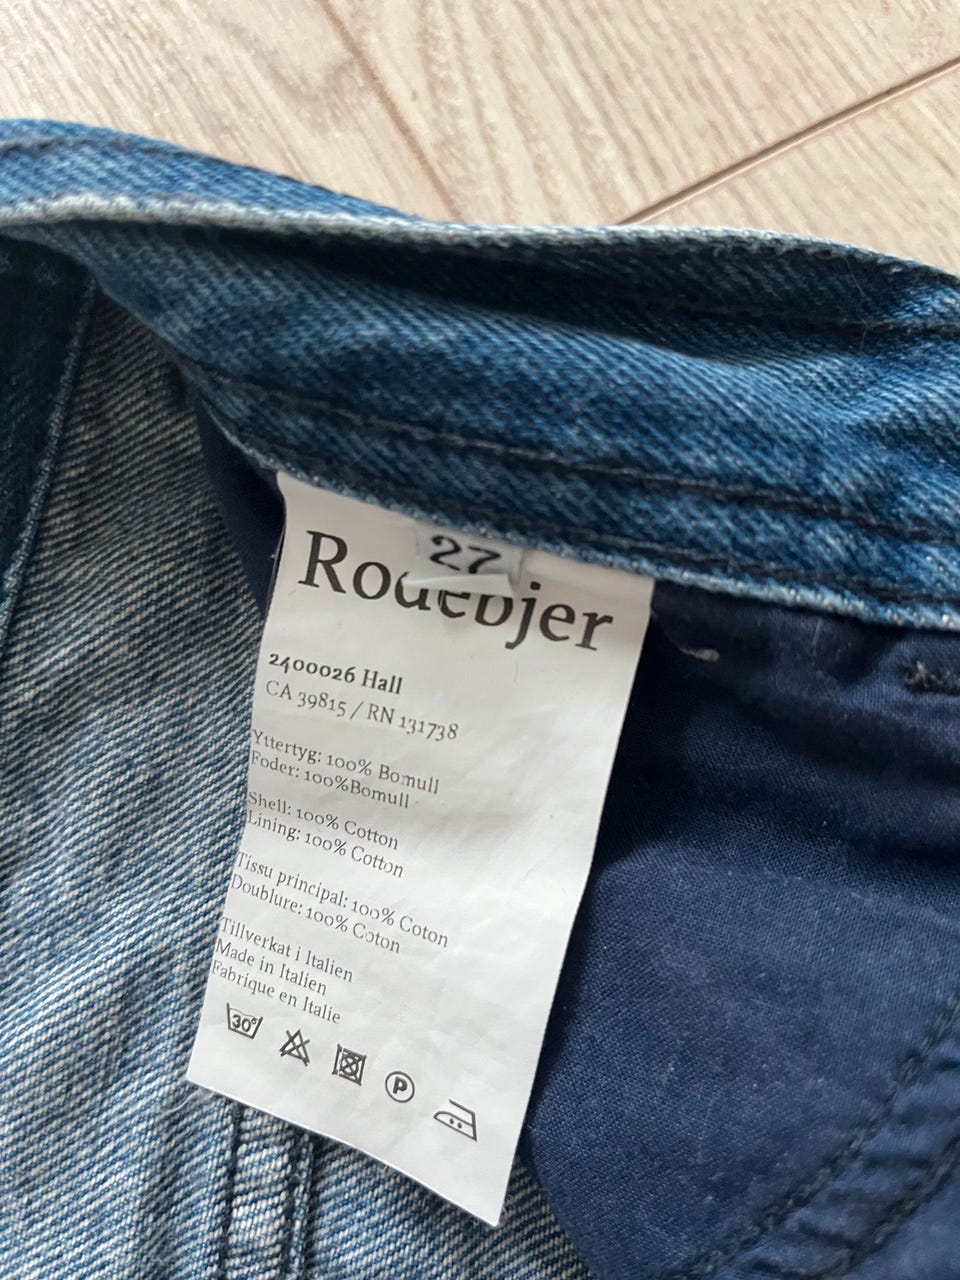 27
Rodebjer
2400026 Hall
CA 39815 / RN 131738
Yttertyg: 100% Bomull
Foder: 100%Bomull
Shell: 100% Cotton
Lining: 100% Cotton
Tissu principal: 100% Coton
Doublure: 100% Coton
Tillverkat i Italien
Made in Italien
Fabrique en Italie
30°
P